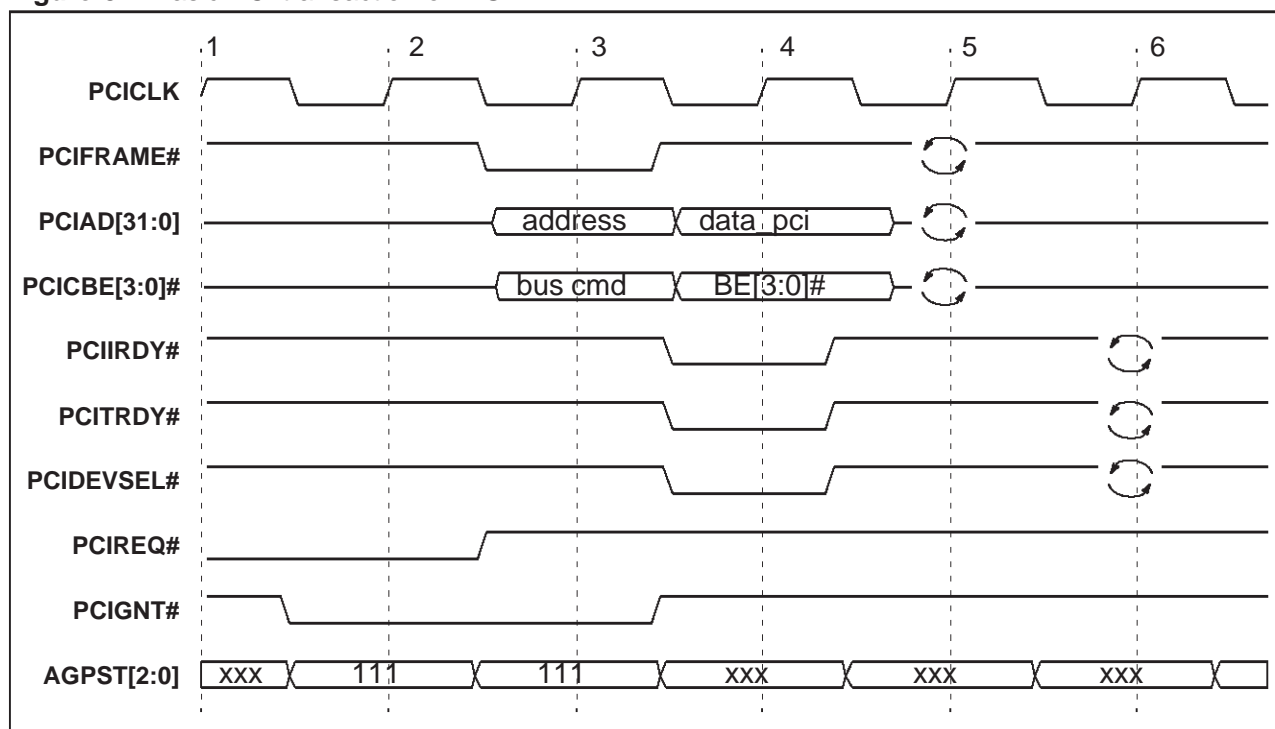 1 2 3 4 5 6
PCICLK
PCIFRAME#
PCIAD[31:0] address data_pci
PCICBE[3:0]# bus cmd BE[3:0]#
PCIIRDY#
PCITRDY#
PCIDEVSEL#
PCIREQ#
PCIGNT#
AGPST[2:0] xxx 111 111 xxx xxx xxx